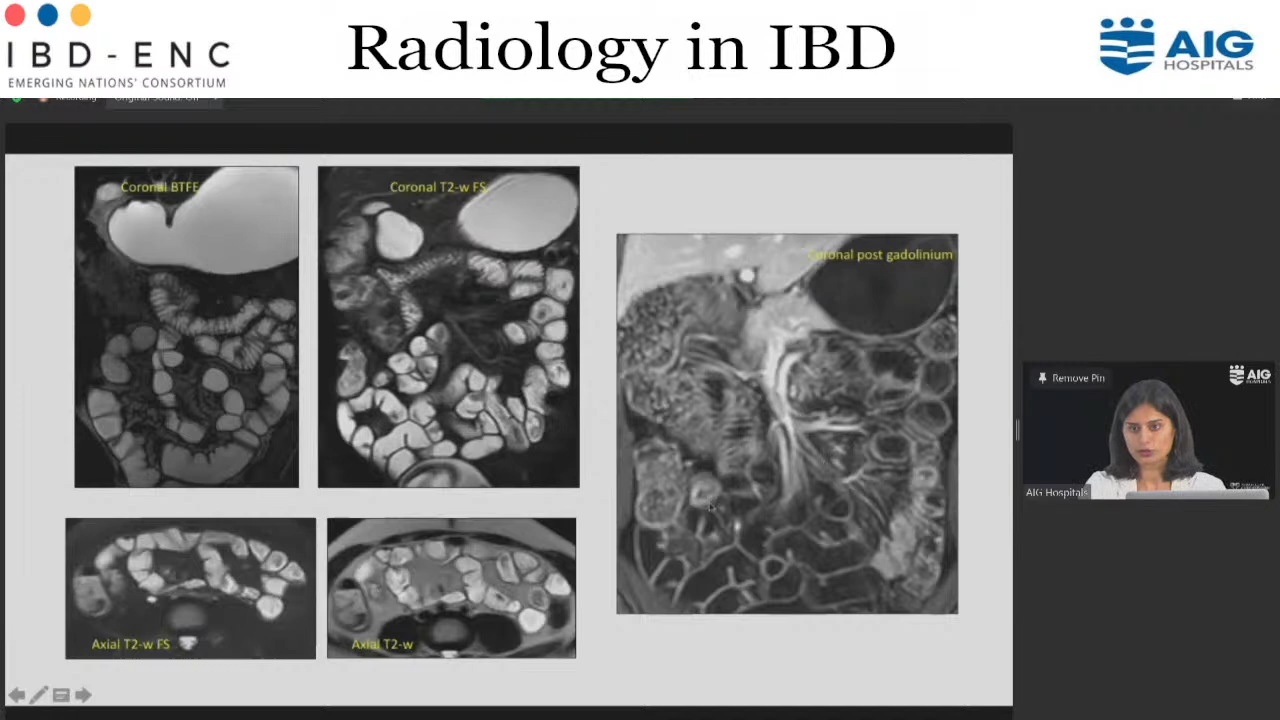 IBD-ENC
EMERGING NATIONS' CONSORTIUM
Radiology in IBD
AIG
HOSPITALS
Coronal BTFE
Coronal T2-w FS
Coronal post gadolinium
Axial T2-w FS
Axial T2-w
Remove Pin
AIG
HOSPITALS
AIG Hospitals